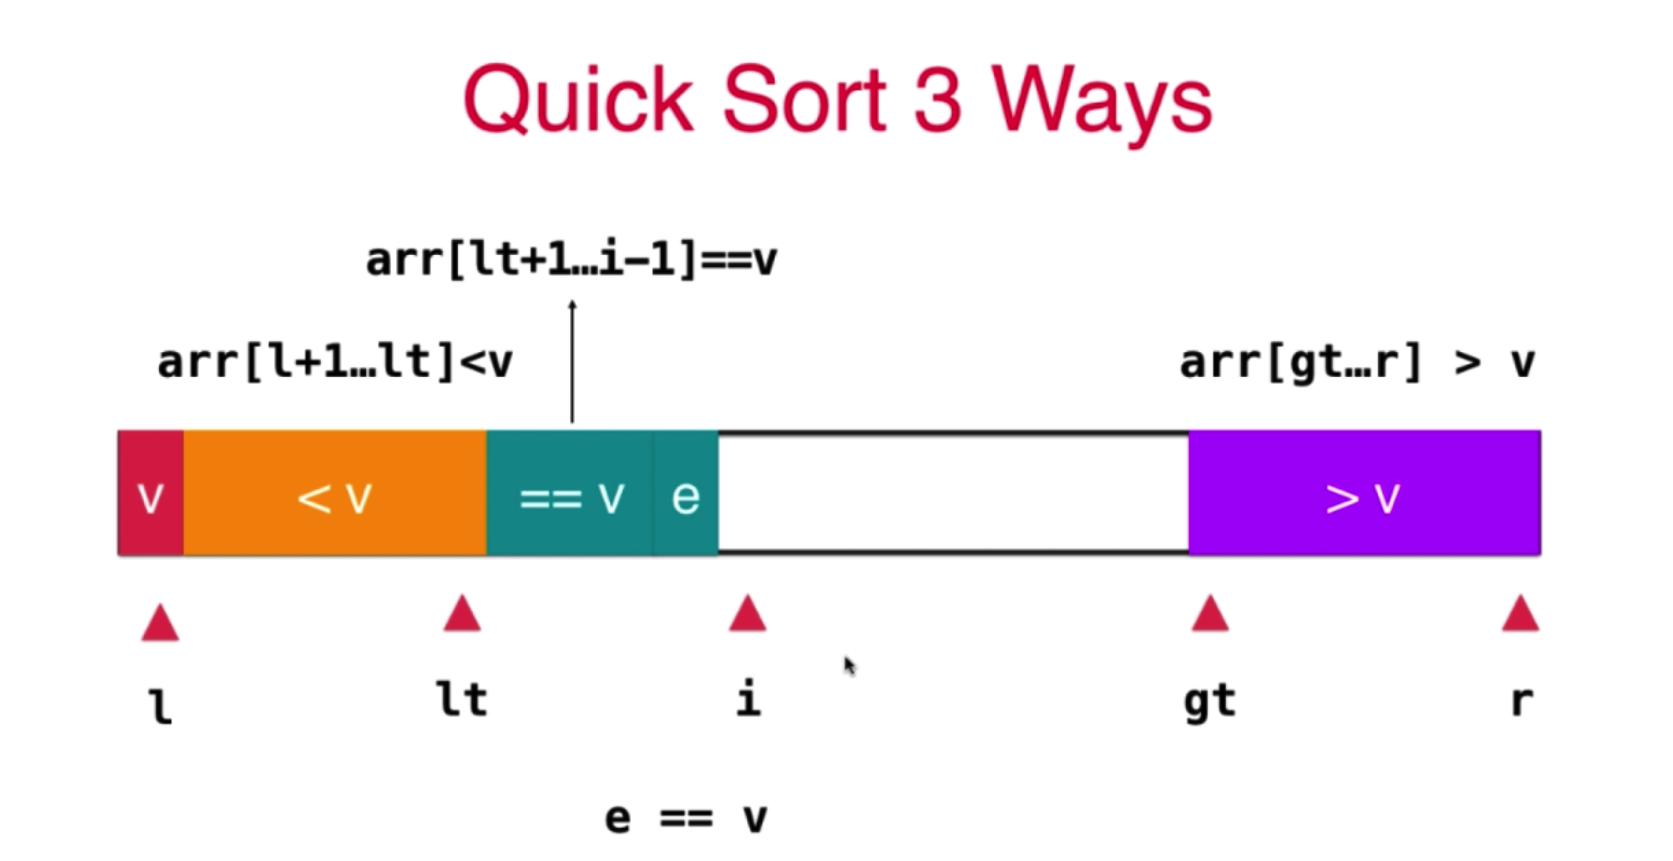 Quick Sort 3 Ways
arr[lt+1…i-1]==v
arr[l+1…lt]<v
arr[gt…r] > v
v
< v
== v
e
> v
l
lt
i
gt
r
e == v